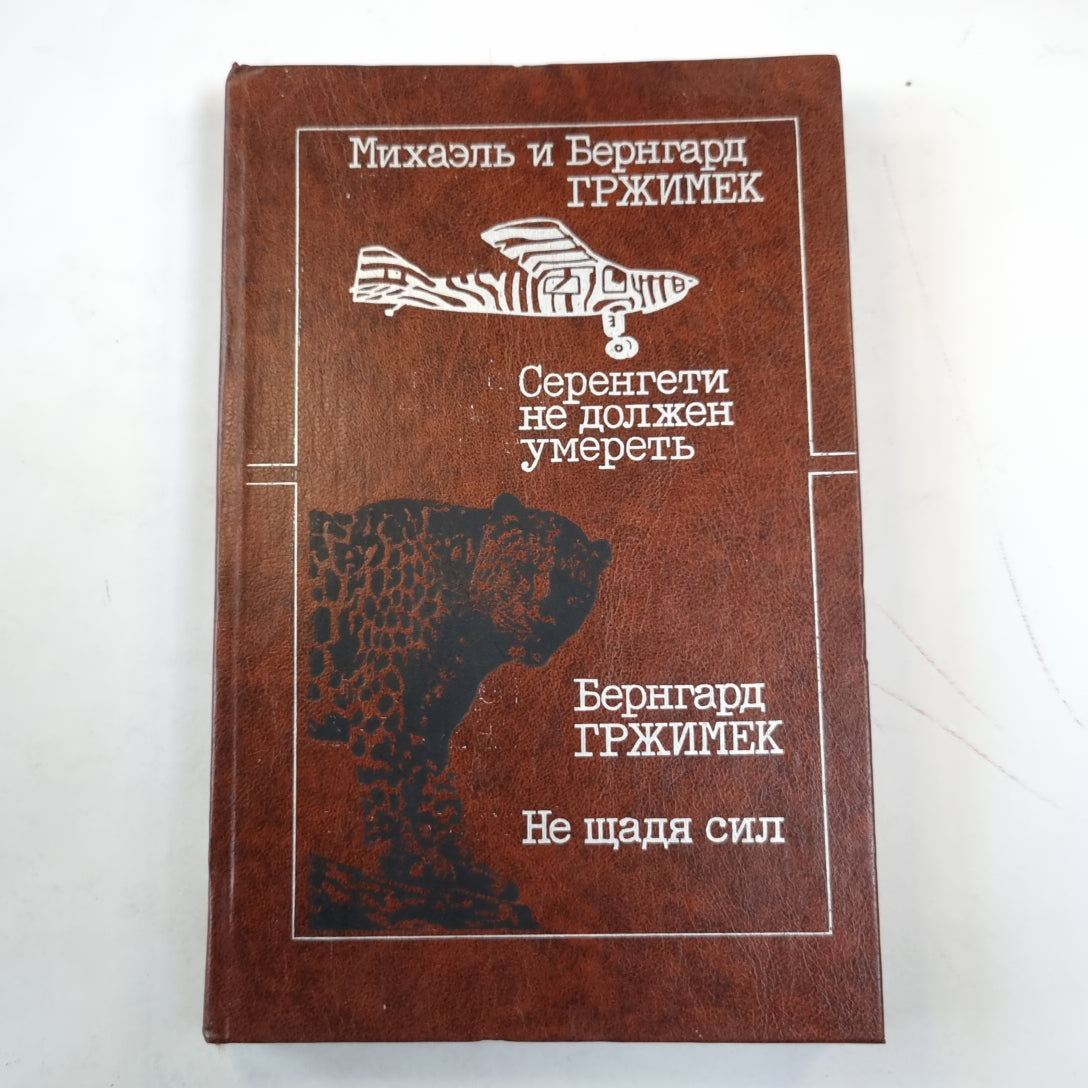 Михаэль и Бернгард
ГРЖИМЕК
Серенгети
не должен
умереть
Бернгард
ГРЖИМЕК
Не щадя сил